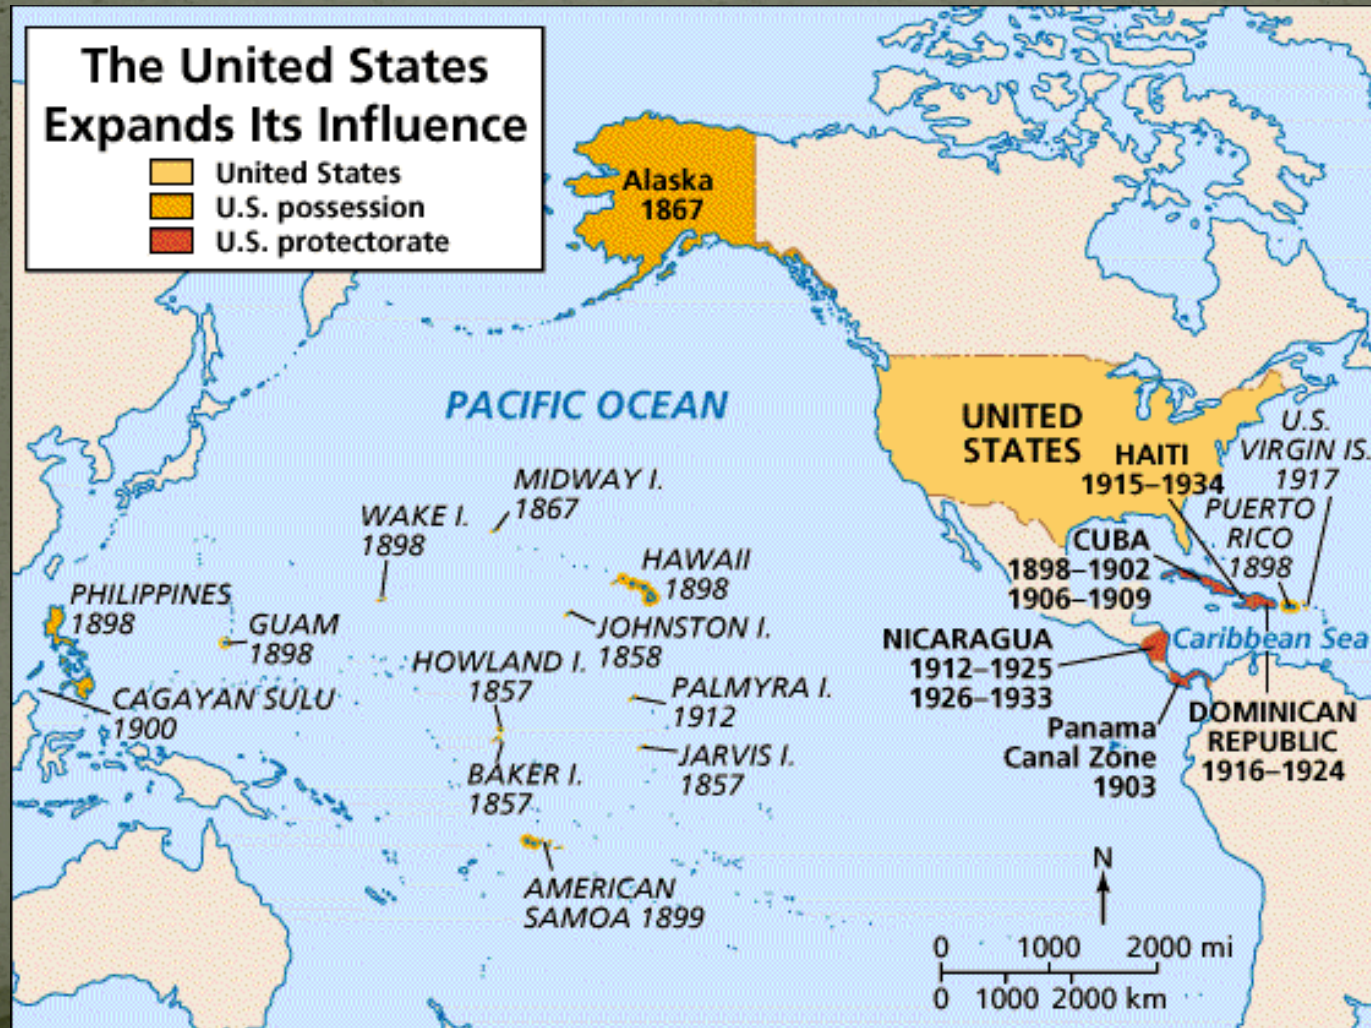 The United States
Expands Its Influence
United States
U.S. possession
U.S. protectorate
Alaska
1867
PACIFIC OCEAN
UNITED
STATES
HAITI
1915–1934
U.S.
VIRGIN IS.
1917
PUERTO
RICO
1898
CUBA
1898–1902
1906–1909
MIDWAY I.
1867
WAKE I.
1898
HAWAII
1898
PHILIPPINES
1898
GUAM
1898
JOHNSTON I.
1858
HOWLAND I.
1857
NICARAGUA
1912–1925
1926–1933
Caribbean Sea
CAGAYAN SULU
1900
PALMYRA I.
1912
Panama
Canal Zone
1903
DOMINICAN
REPUBLIC
1916–1924
BAKER I.
1857
JARVIS I.
1857
AMERICAN
SAMOA 1899
N
0 1000 2000 mi
0 1000 2000 km